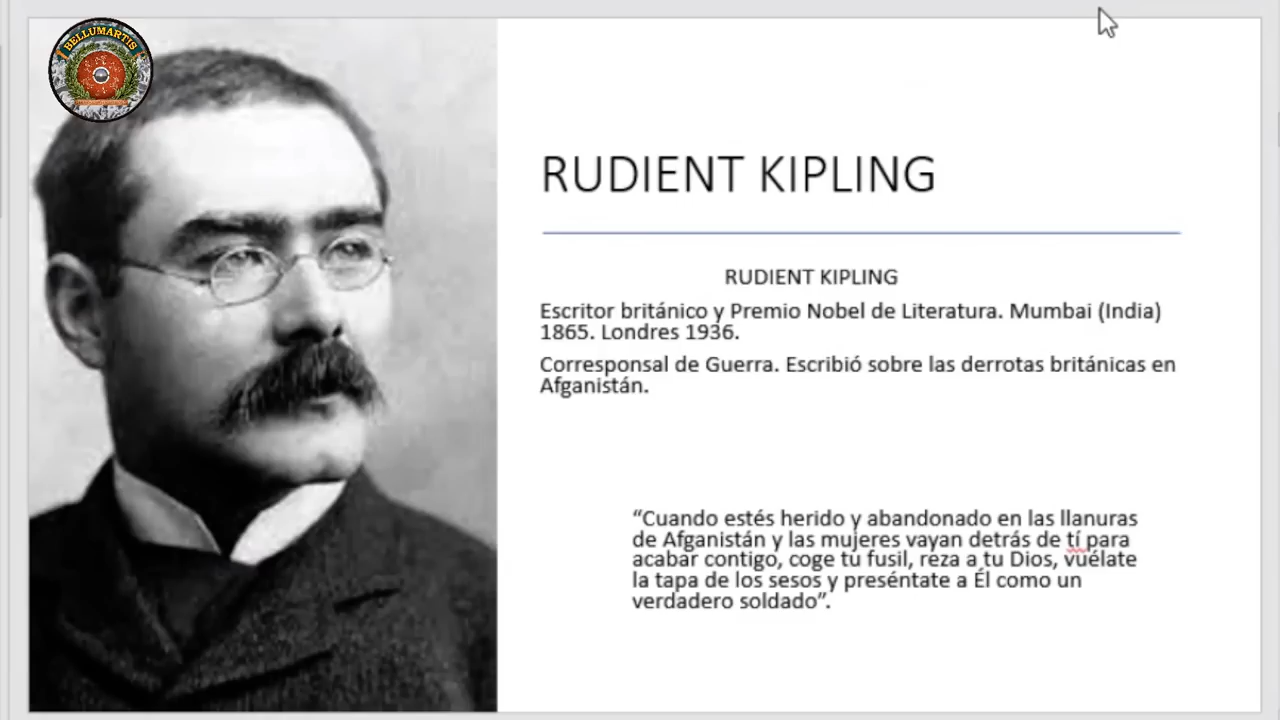 BELLUMARTIS
RUDIENT KIPLING
RUDIENT KIPLING
Escritor británico y Premio Nobel de Literatura. Mumbai (India)
1865. Londres 1936.
Corresponsal de Guerra. Escribió sobre las derrotas británicas en
Afganistán.
“Cuando estés herido y abandonado en las llanuras
de Afganistán y las mujeres vayan detrás de tí para
acabar contigo, coge tu fusil, reza a tu Dios, vuélate
la tapa de los sesos y preséntate a Él como un
verdadero soldado”.